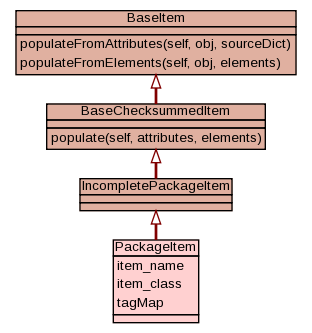 BaseItem
populateFromAttributes(self, obj, sourceDict)
populateFromElements(self, obj, elements)
BaseChecksummedItem
populate(self, attributes, elements)
IncompletePackageItem
PackageItem
item_name
item_class
tagMap